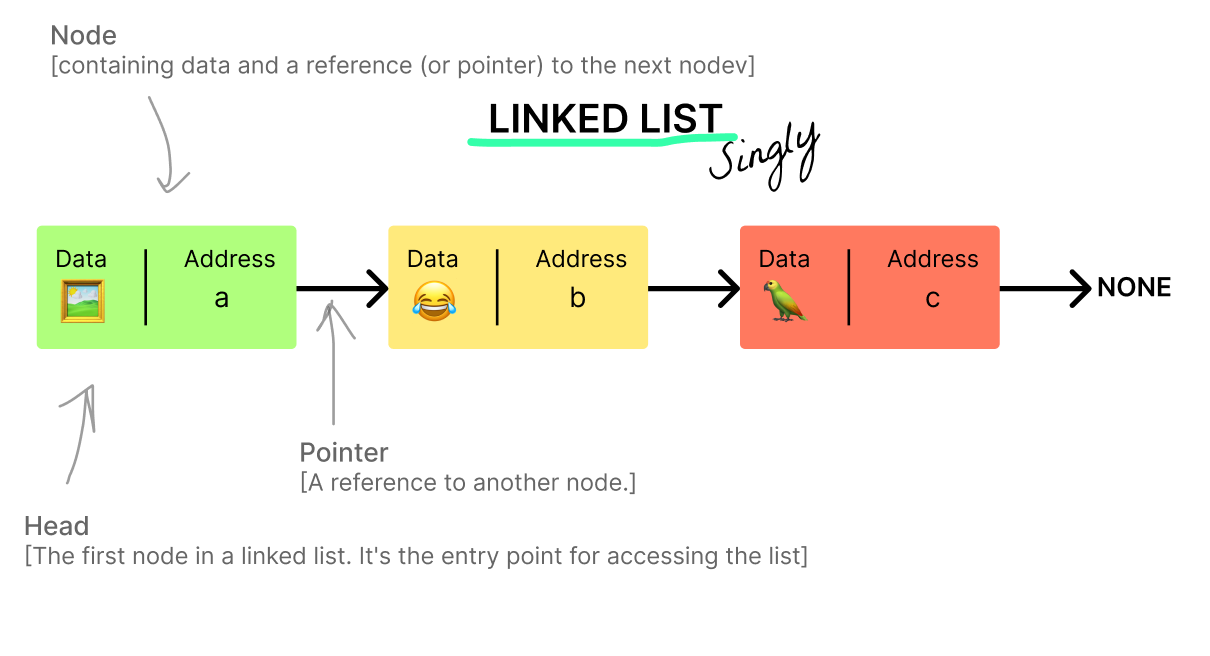 Node
[containing data and a reference (or pointer) to the next nodev]
LINKED LIST
Singly
Data
Address
a
Data
Address
b
Data
Address
c
NONE
Pointer
[A reference to another node.]
Head
[The first node in a linked list. It's the entry point for accessing the list]